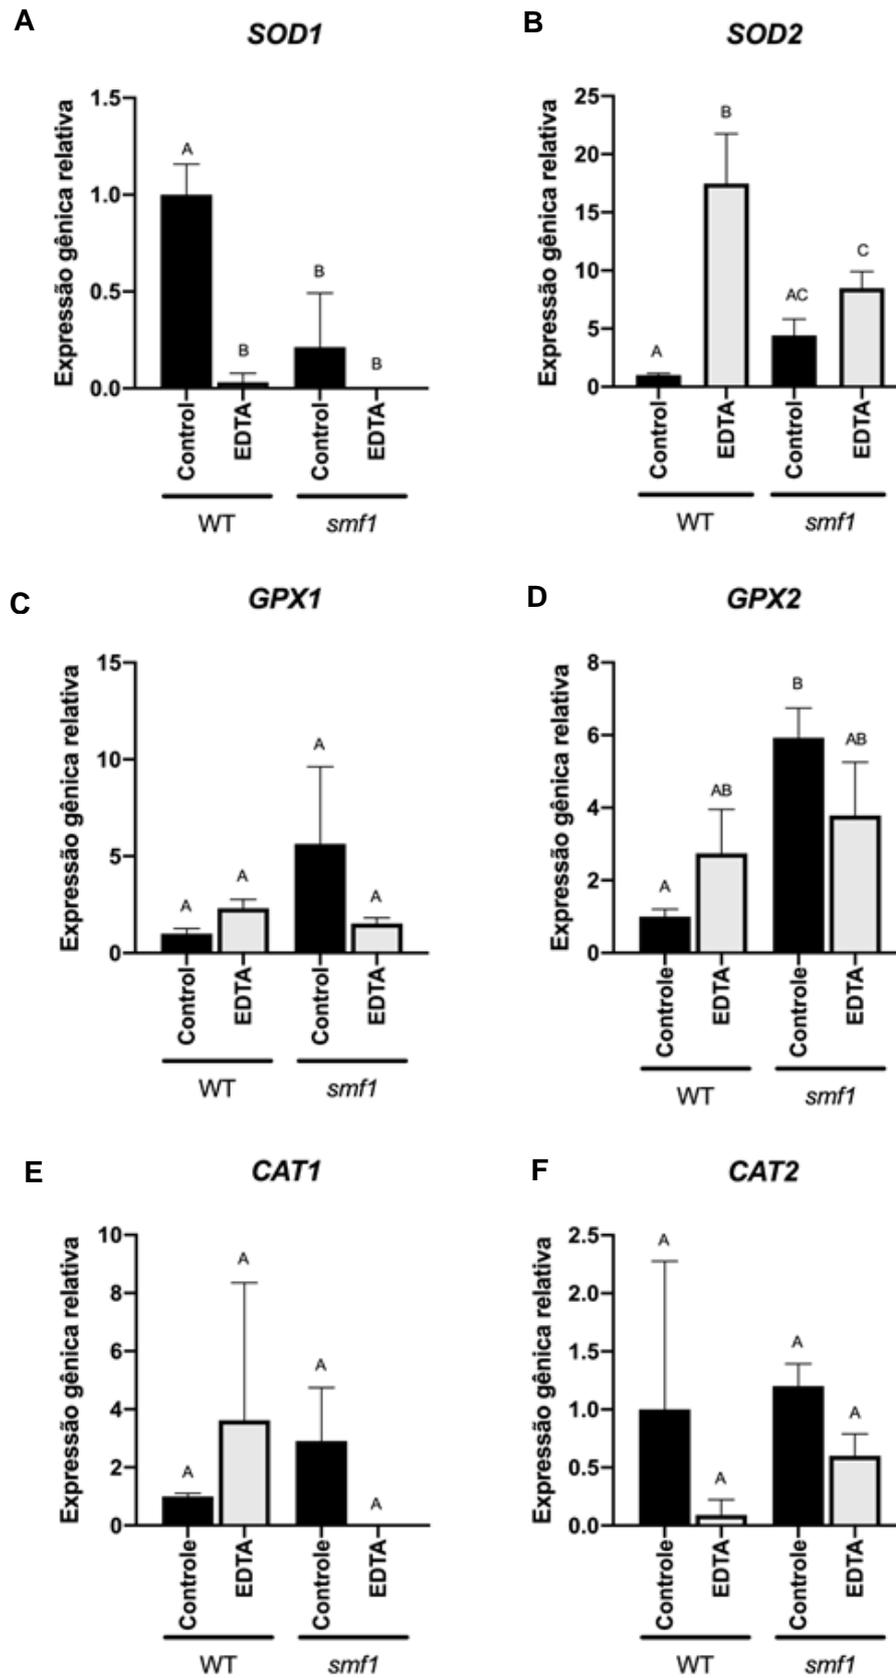 A
SOD1
Expressão gênica relativa
1.5
1.0
0.5
0.0
A
B
B
B
Control
EDTA
Control
EDTA
WT
smf1
B
SOD2
Expressão gênica relativa
25
20
15
10
5
0
A
B
AC
C
Control
EDTA
Control
EDTA
WT
smf1
C
GPX1
Expressão gênica relativa
15
10
5
0
A
A
A
A
Control
EDTA
Control
EDTA
WT
smf1
D
GPX2
Expressão gênica relativa
8
6
4
2
0
A
AB
B
AB
Controle
EDTA
Controle
EDTA
WT
smf1
E
CAT1
Expressão gênica relativa
10
8
6
4
2
0
A
A
A
A
Controle
EDTA
Controle
EDTA
WT
smf1
F
CAT2
Expressão gênica relativa
2.5
2.0
1.5
1.0
0.5
0.0
A
A
A
A
Controle
EDTA
Controle
EDTA
WT
smf1